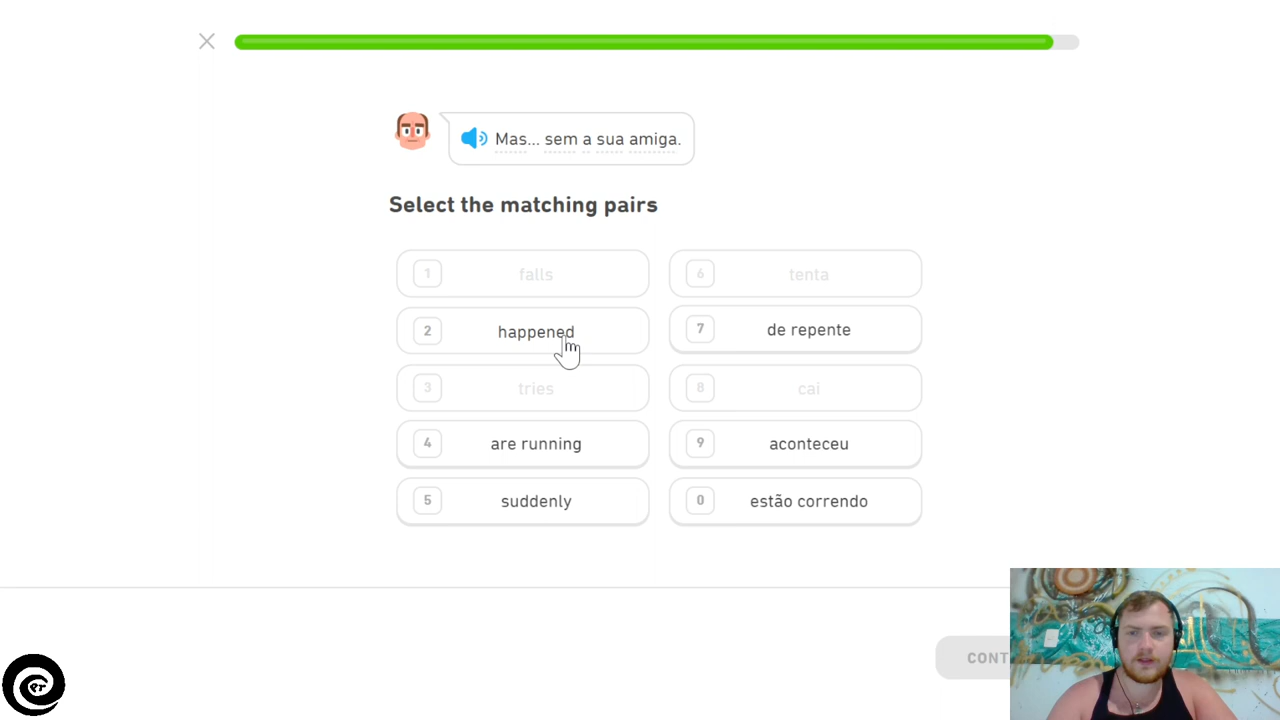 Mas... sem a sua amiga.
Select the matching pairs
1 falls
6 tenta
2 happened
7 de repente
3 tries
8 cai
4 are running
9 aconteceu
5 suddenly
0 estão correndo
CONT